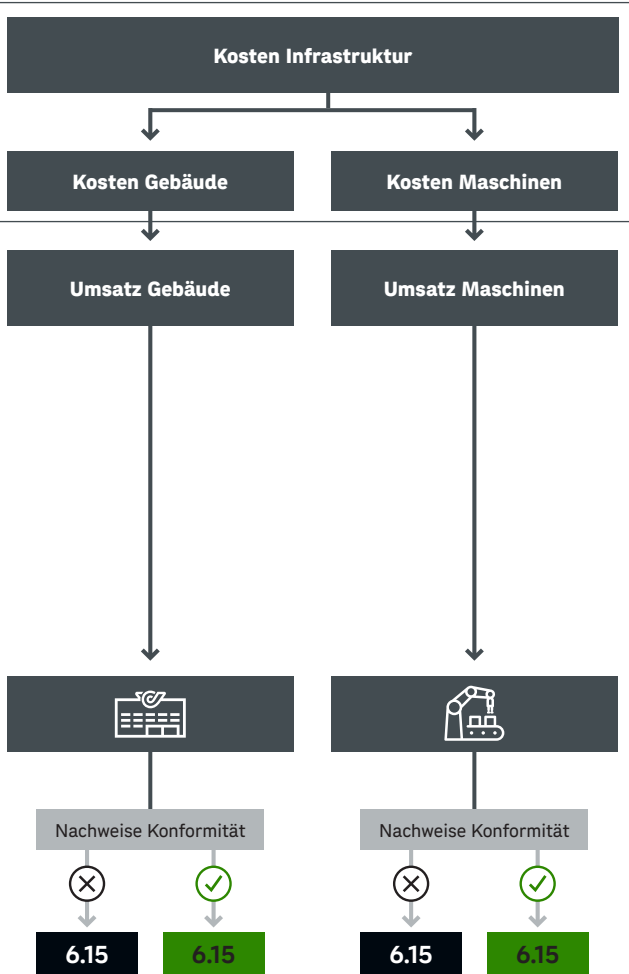 Kosten Infrastruktur
Kosten Gebäude
Kosten Maschinen
Umsatz Gebäude
Umsatz Maschinen
Nachweise Konformität
Nachweise Konformität
6.15
6.15
6.15
6.15